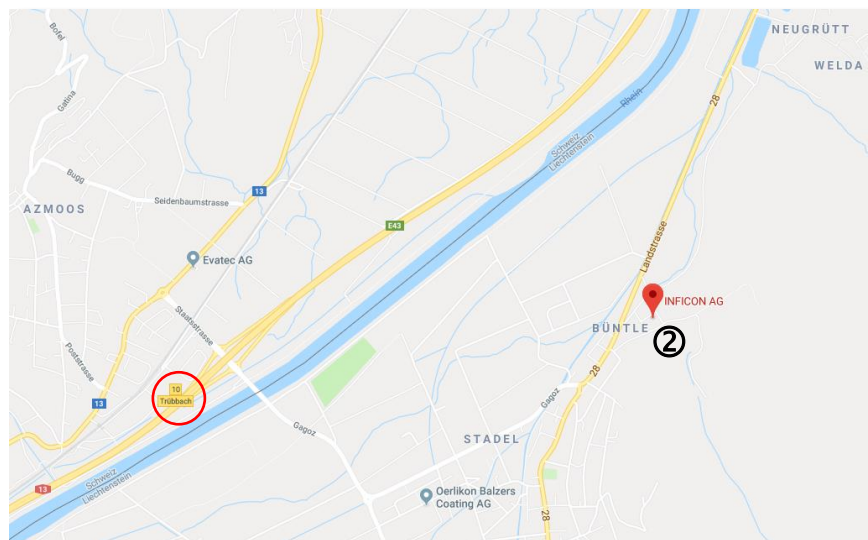 NEUGRÜTT
WELDA
Bofel
Gatina
28
Rhein
Schweiz
Liechtenstein
Bugg
13
Seidenbaumstrasse
AZMOOS
E43
Evatec AG
Landstrasse
INFICON AG
BÜNTLE
②
Staatsstrasse
Poststrasse
10
Trübbach
28
13
Gagoz
Gagoz
STADEL
Schweiz
Liechtenstein
13
Oerlikon Balzers
Coating AG
28